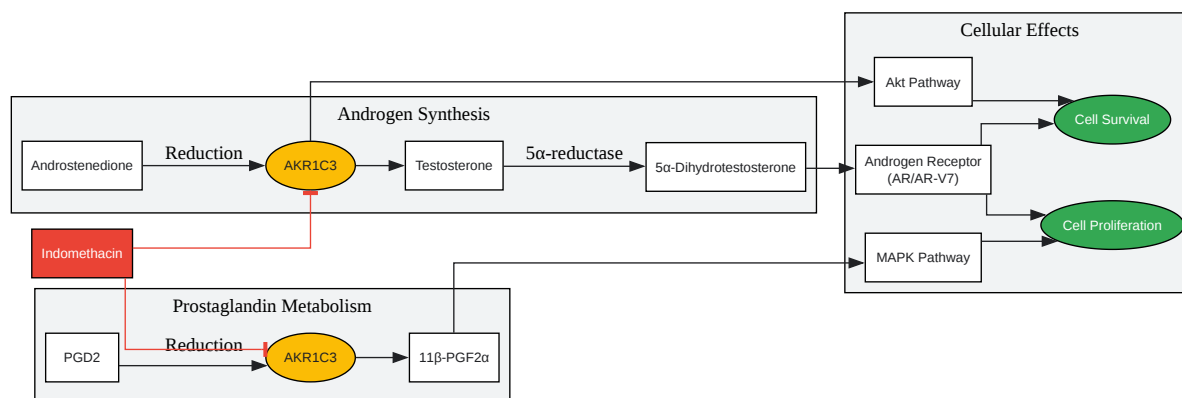 Cellular Effects
Akt Pathway
Cell Survival
Androgen Synthesis
Androstenedione
Reduction
AKR1C3
Testosterone
5α-reductase
5α-Dihydrotestosterone
Androgen Receptor
(AR/AR-V7)
Cell Proliferation
MAPK Pathway
Indomethacin
Prostaglandin Metabolism
PGD2
Reduction
AKR1C3
11β-PGF2α